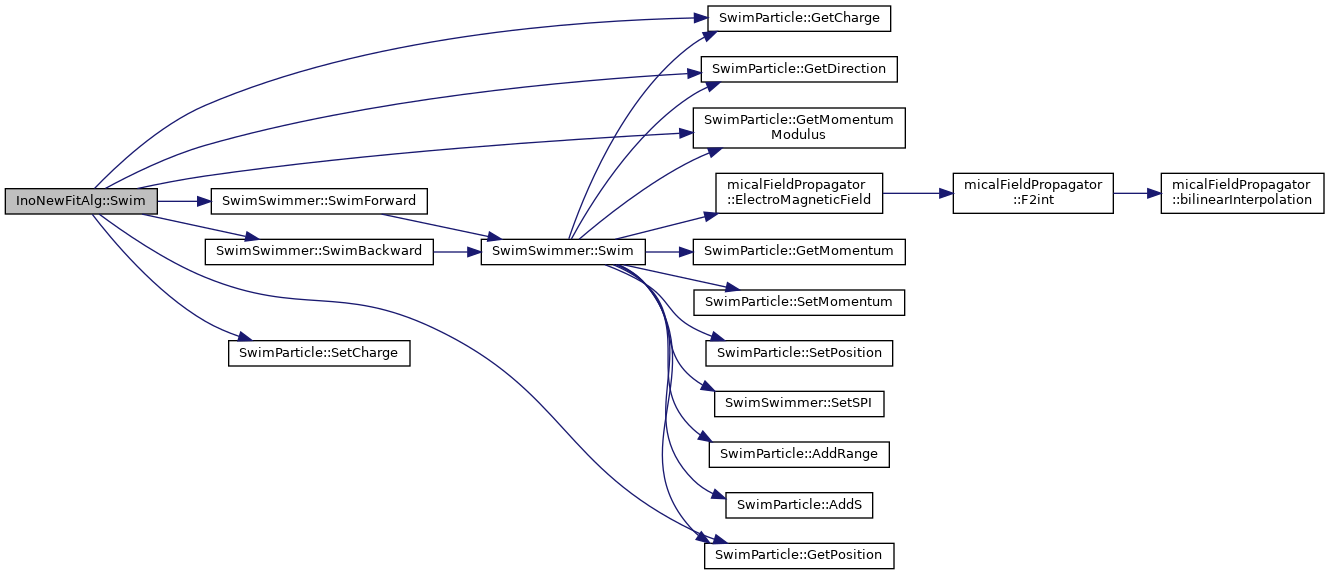 SwimParticle::GetCharge
SwimParticle::GetDirection
SwimParticle::GetMomentum
Modulus
InoNewFitAlg::Swim
SwimSwimmer::SwimForward
micalFieldPropagator
::ElectroMagneticField
micalFieldPropagator
::F2int
micalFieldPropagator
::bilinearInterpolation
SwimSwimmer::SwimBackward
SwimSwimmer::Swim
SwimParticle::GetMomentum
SwimParticle::SetMomentum
SwimParticle::SetCharge
SwimParticle::SetPosition
SwimSwimmer::SetSPI
SwimParticle::AddRange
SwimParticle::AddS
SwimParticle::GetPosition